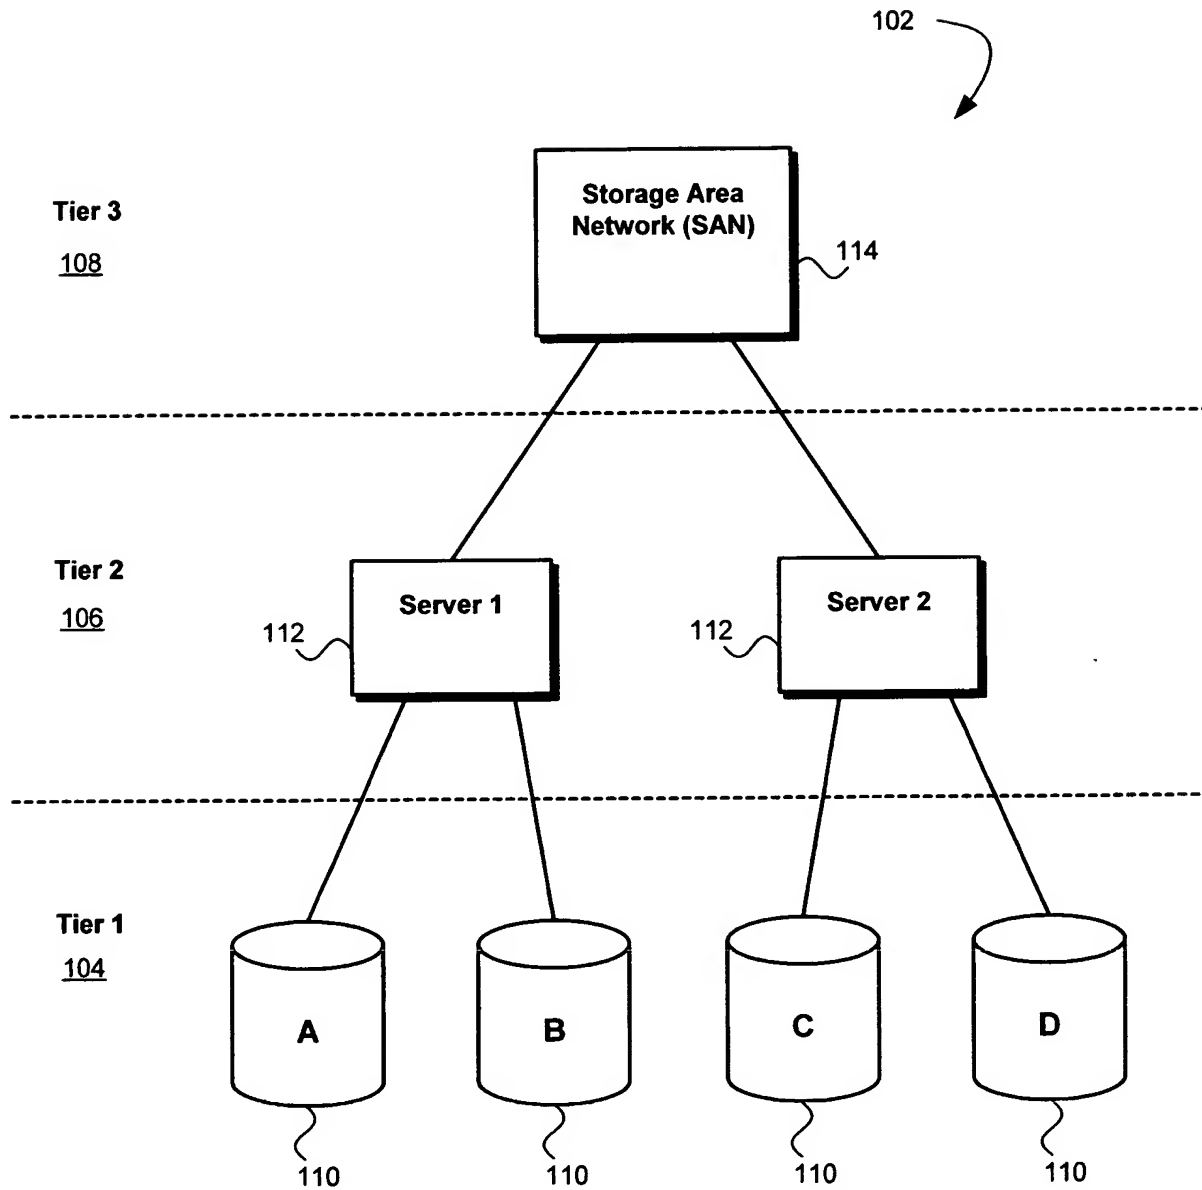 102
Storage Area
Network (SAN)
Tier 3
108
114
Tier 2
106
Server 1
112
Server 2
112
Tier 1
104
A
B
C
D
110
110
110
110